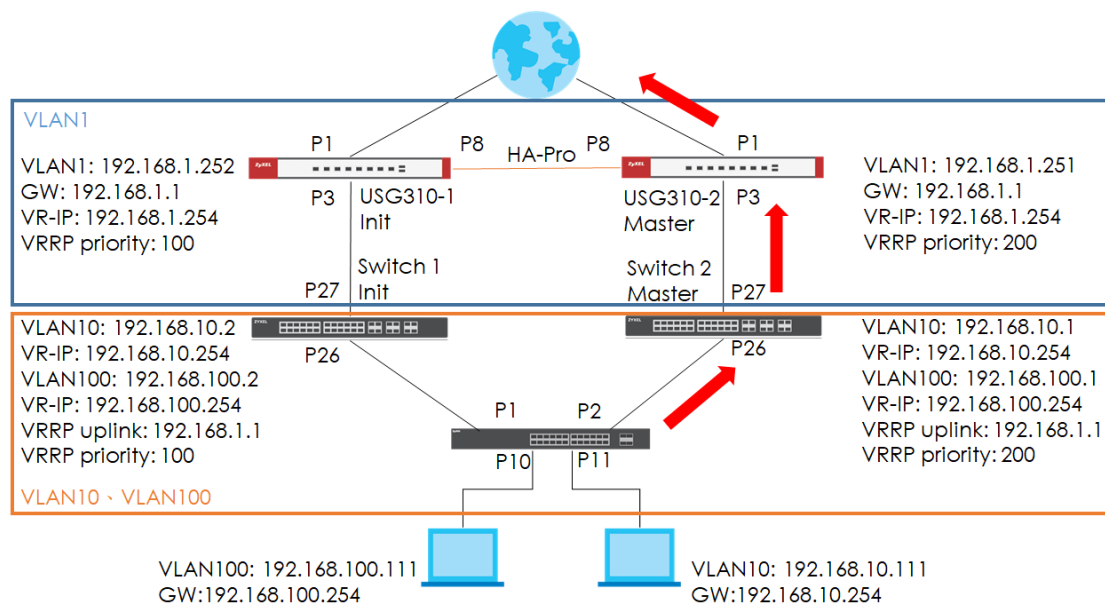 VLAN1
P1
P8
HA-Pro
P8
P1
VLAN1: 192.168.1.252
GW: 192.168.1.1
VR-IP: 192.168.1.254
VRRP priority: 100
ZyXEL
P3
USG310-1
Init
ZyXEL
USG310-2
Master
P3
VLAN1: 192.168.1.251
GW: 192.168.1.1
VR-IP: 192.168.1.254
VRRP priority: 200
Switch 1
Init
P27
Switch 2
Master
P27
VLAN10: 192.168.10.2
VR-IP: 192.168.10.254
VLAN100: 192.168.100.2
VR-IP: 192.168.100.254
VRRP uplink: 192.168.1.1
VRRP priority: 100
ZYXEL
P26
ZYXEL
P26
VLAN10: 192.168.10.1
VR-IP: 192.168.10.254
VLAN100: 192.168.100.1
VR-IP: 192.168.100.254
VRRP uplink: 192.168.1.1
VRRP priority: 200
P1
P2
P10
P11
VLAN10、VLAN100
VLAN100: 192.168.100.111
GW:192.168.100.254
VLAN10: 192.168.10.111
GW:192.168.10.254